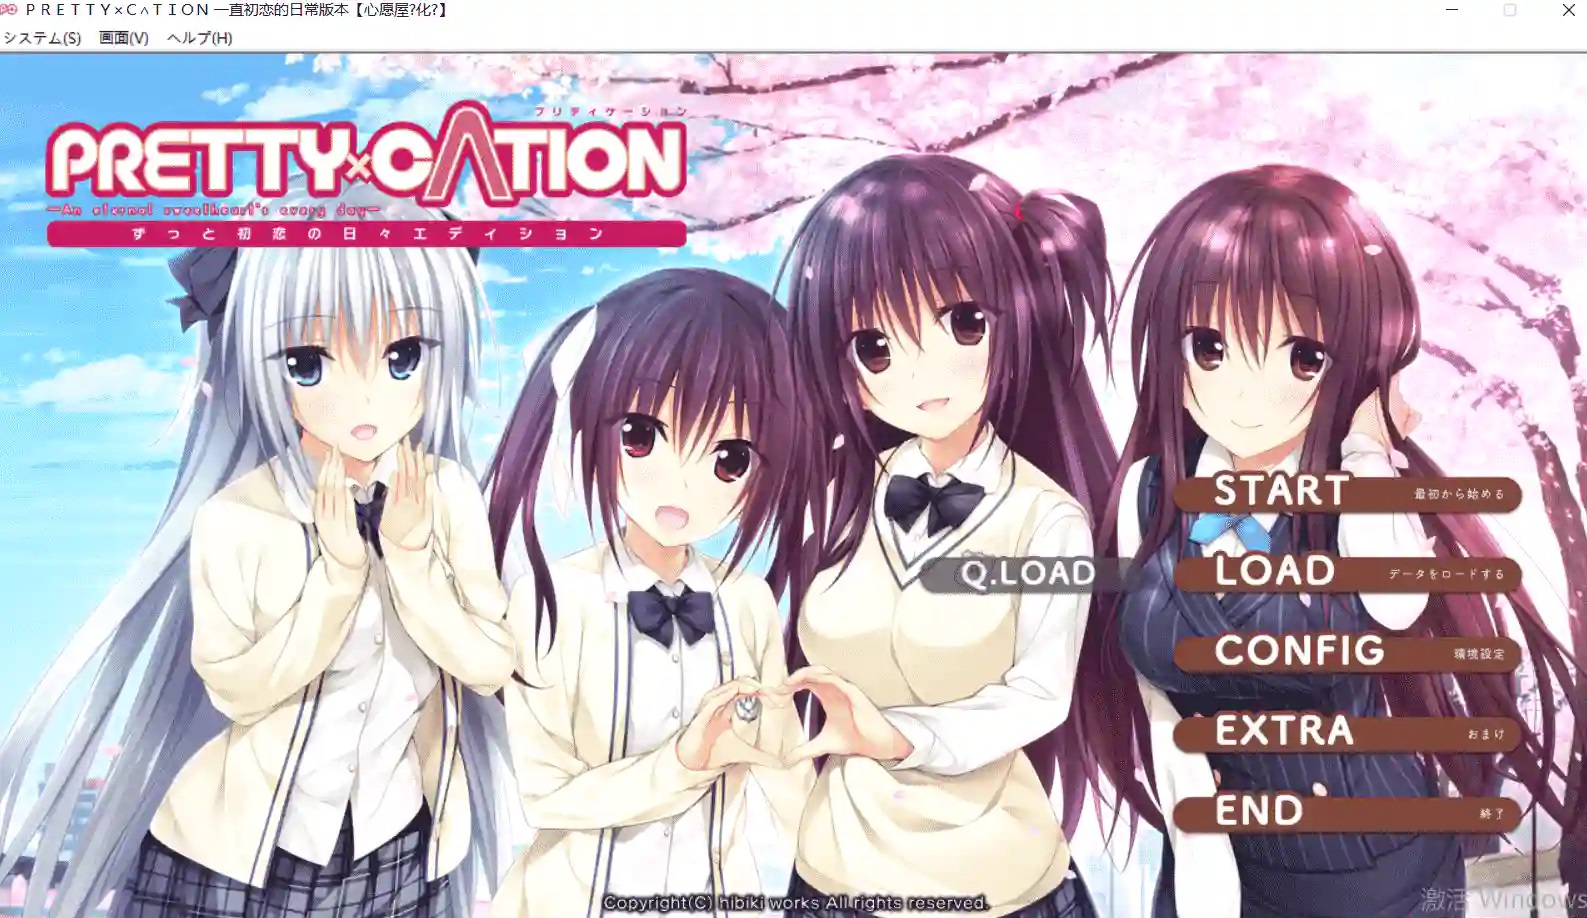 PRETTY×C∧TION 一直初恋的日常版本【心愿屋?化?】
システム(S) 画面(V) ヘルプ(H)
プリティケーション
PRETTY×CΛTION
—An eternal sweetheart's every day—
ずっと初恋の日々エディション
START 最初から始める
Q.LOAD
LOAD データをロードする
CONFIG 環境設定
EXTRA おまけ
END 終了
激活 Windows
Copyright(C) hibiki works All rights reserved.